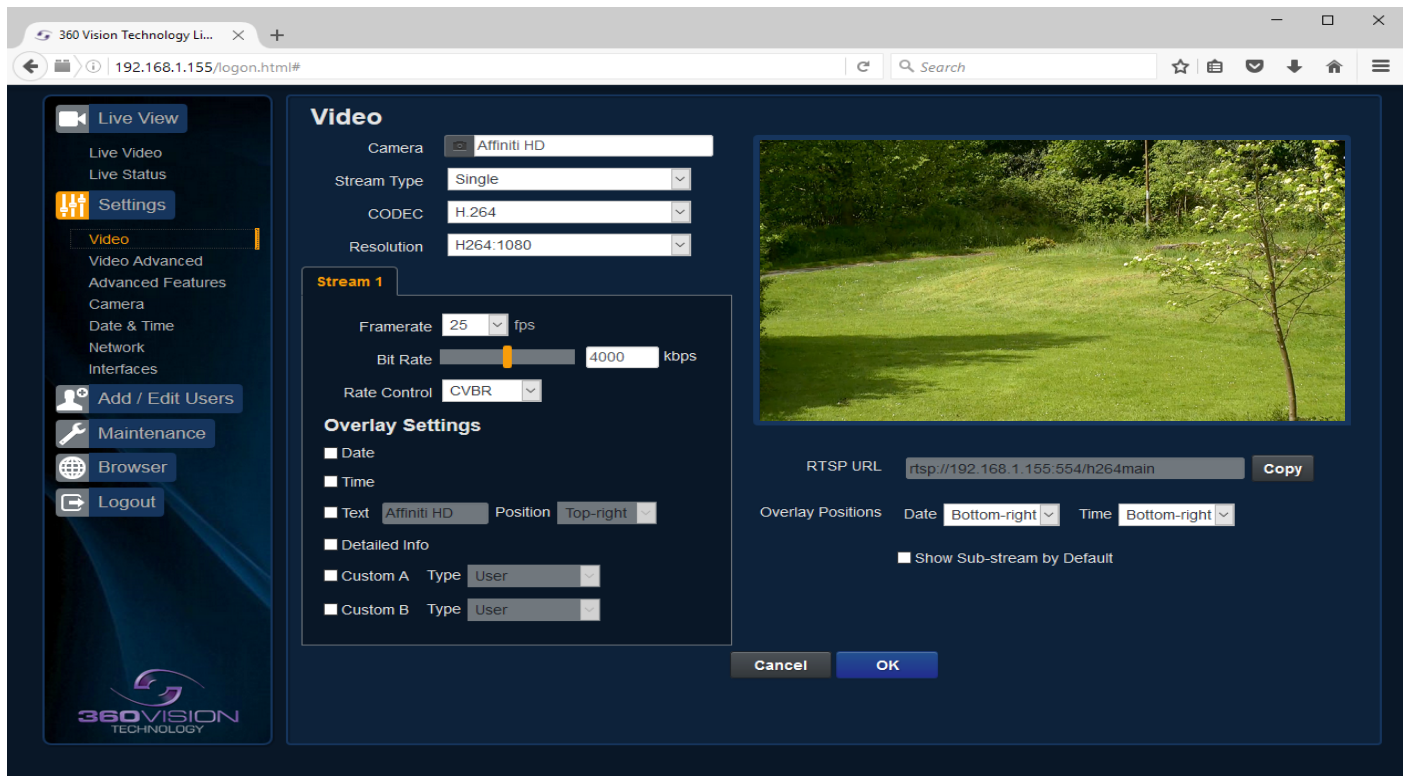 360 Vision Technology Li...
192.168.1.155/logon.html#
Search
Live View
Live Video
Live Status
Settings
Video
Video Advanced
Advanced Features
Camera
Date & Time
Network
Interfaces
Add / Edit Users
Maintenance
Browser
Logout
360VISION
TECHNOLOGY
Video
Camera Affiniti HD
Stream Type Single
CODEC H.264
Resolution H264:1080
Stream 1
Framerate 25 fps
Bit Rate 4000 kbps
Rate Control CVBR
Overlay Settings
Date
Time
Text Affiniti HD Position Top-right
Detailed Info
Custom A Type User
Custom B Type User
RTSP URL rtsp://192.168.1.155:554/h264main Copy
Overlay Positions Date Bottom-right Time Bottom-right
Show Sub-stream by Default
Cancel OK